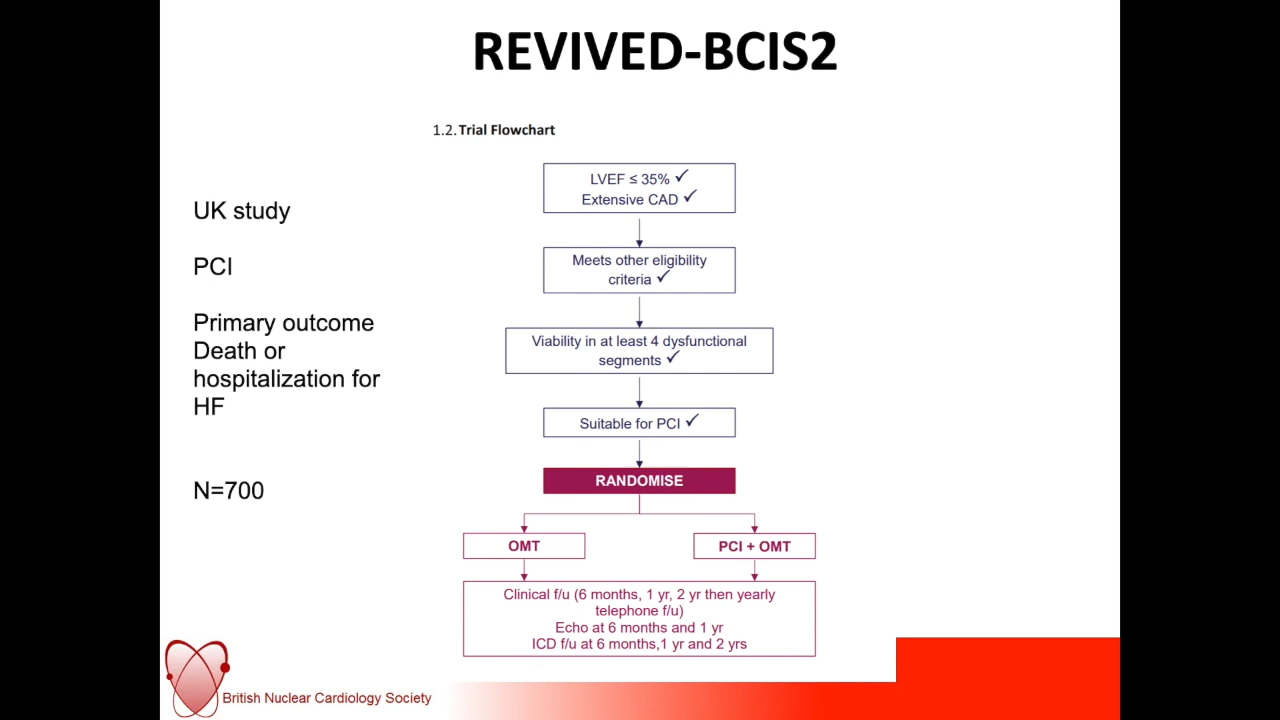 REVIVED-BCIS2
1.2. Trial Flowchart
UK study
PCI
Primary outcome
Death or
hospitalization for
HF
N=700
LVEF ≤ 35% ✓
Extensive CAD ✓
Meets other eligibility
criteria ✓
Viability in at least 4 dysfunctional
segments ✓
Suitable for PCI ✓
RANDOMISE
OMT
PCI + OMT
Clinical f/u (6 months, 1 yr, 2 yr then yearly
telephone f/u)
Echo at 6 months and 1 yr
ICD f/u at 6 months,1 yr and 2 yrs
British Nuclear Cardiology Society